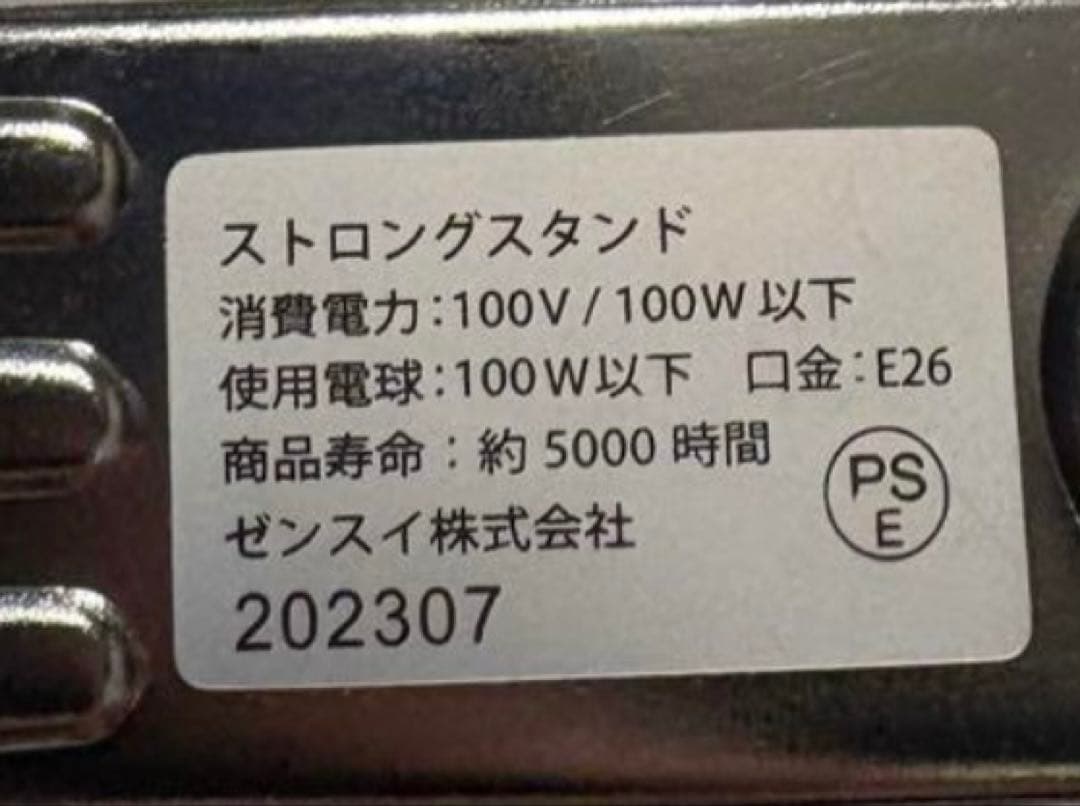 ストロングスタンド
消費電力:100V / 100W 以下
使用電球:100W以下　口金:E26
商品寿命：約 5000 時間
PS
E
ゼンスイ株式会社
202307